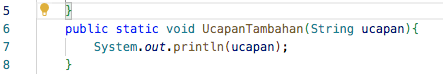 5 }
6 public static void UcapanTambahan(String ucapan){
7 System.out.println(ucapan);
8 }